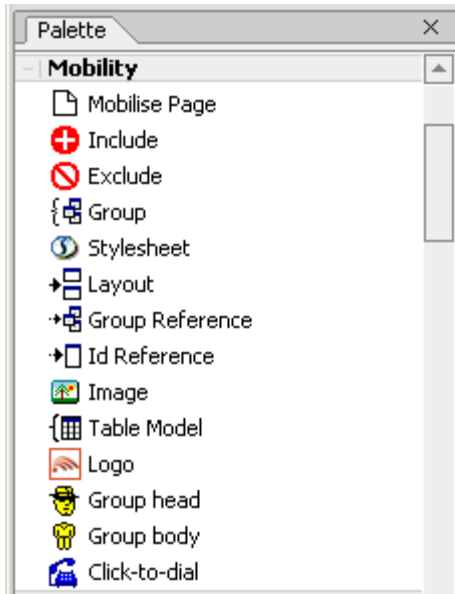 Palette
Mobility
Mobilise Page
Include
Exclude
Group
Stylesheet
Layout
Group Reference
Id Reference
Image
Table Model
Logo
Group head
Group body
Click-to-dial